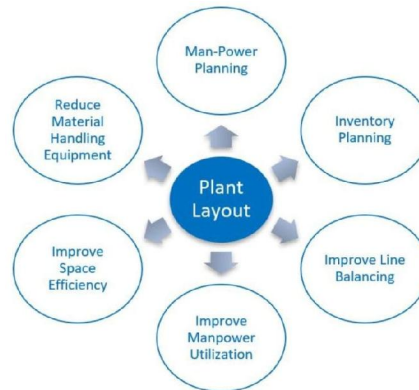 Man-Power
Planning
Reduce
Material
Handling
Equipment
Inventory
Planning
Plant
Layout
Improve
Space
Efficiency
Improve Line
Balancing
Improve
Manpower
Utilization